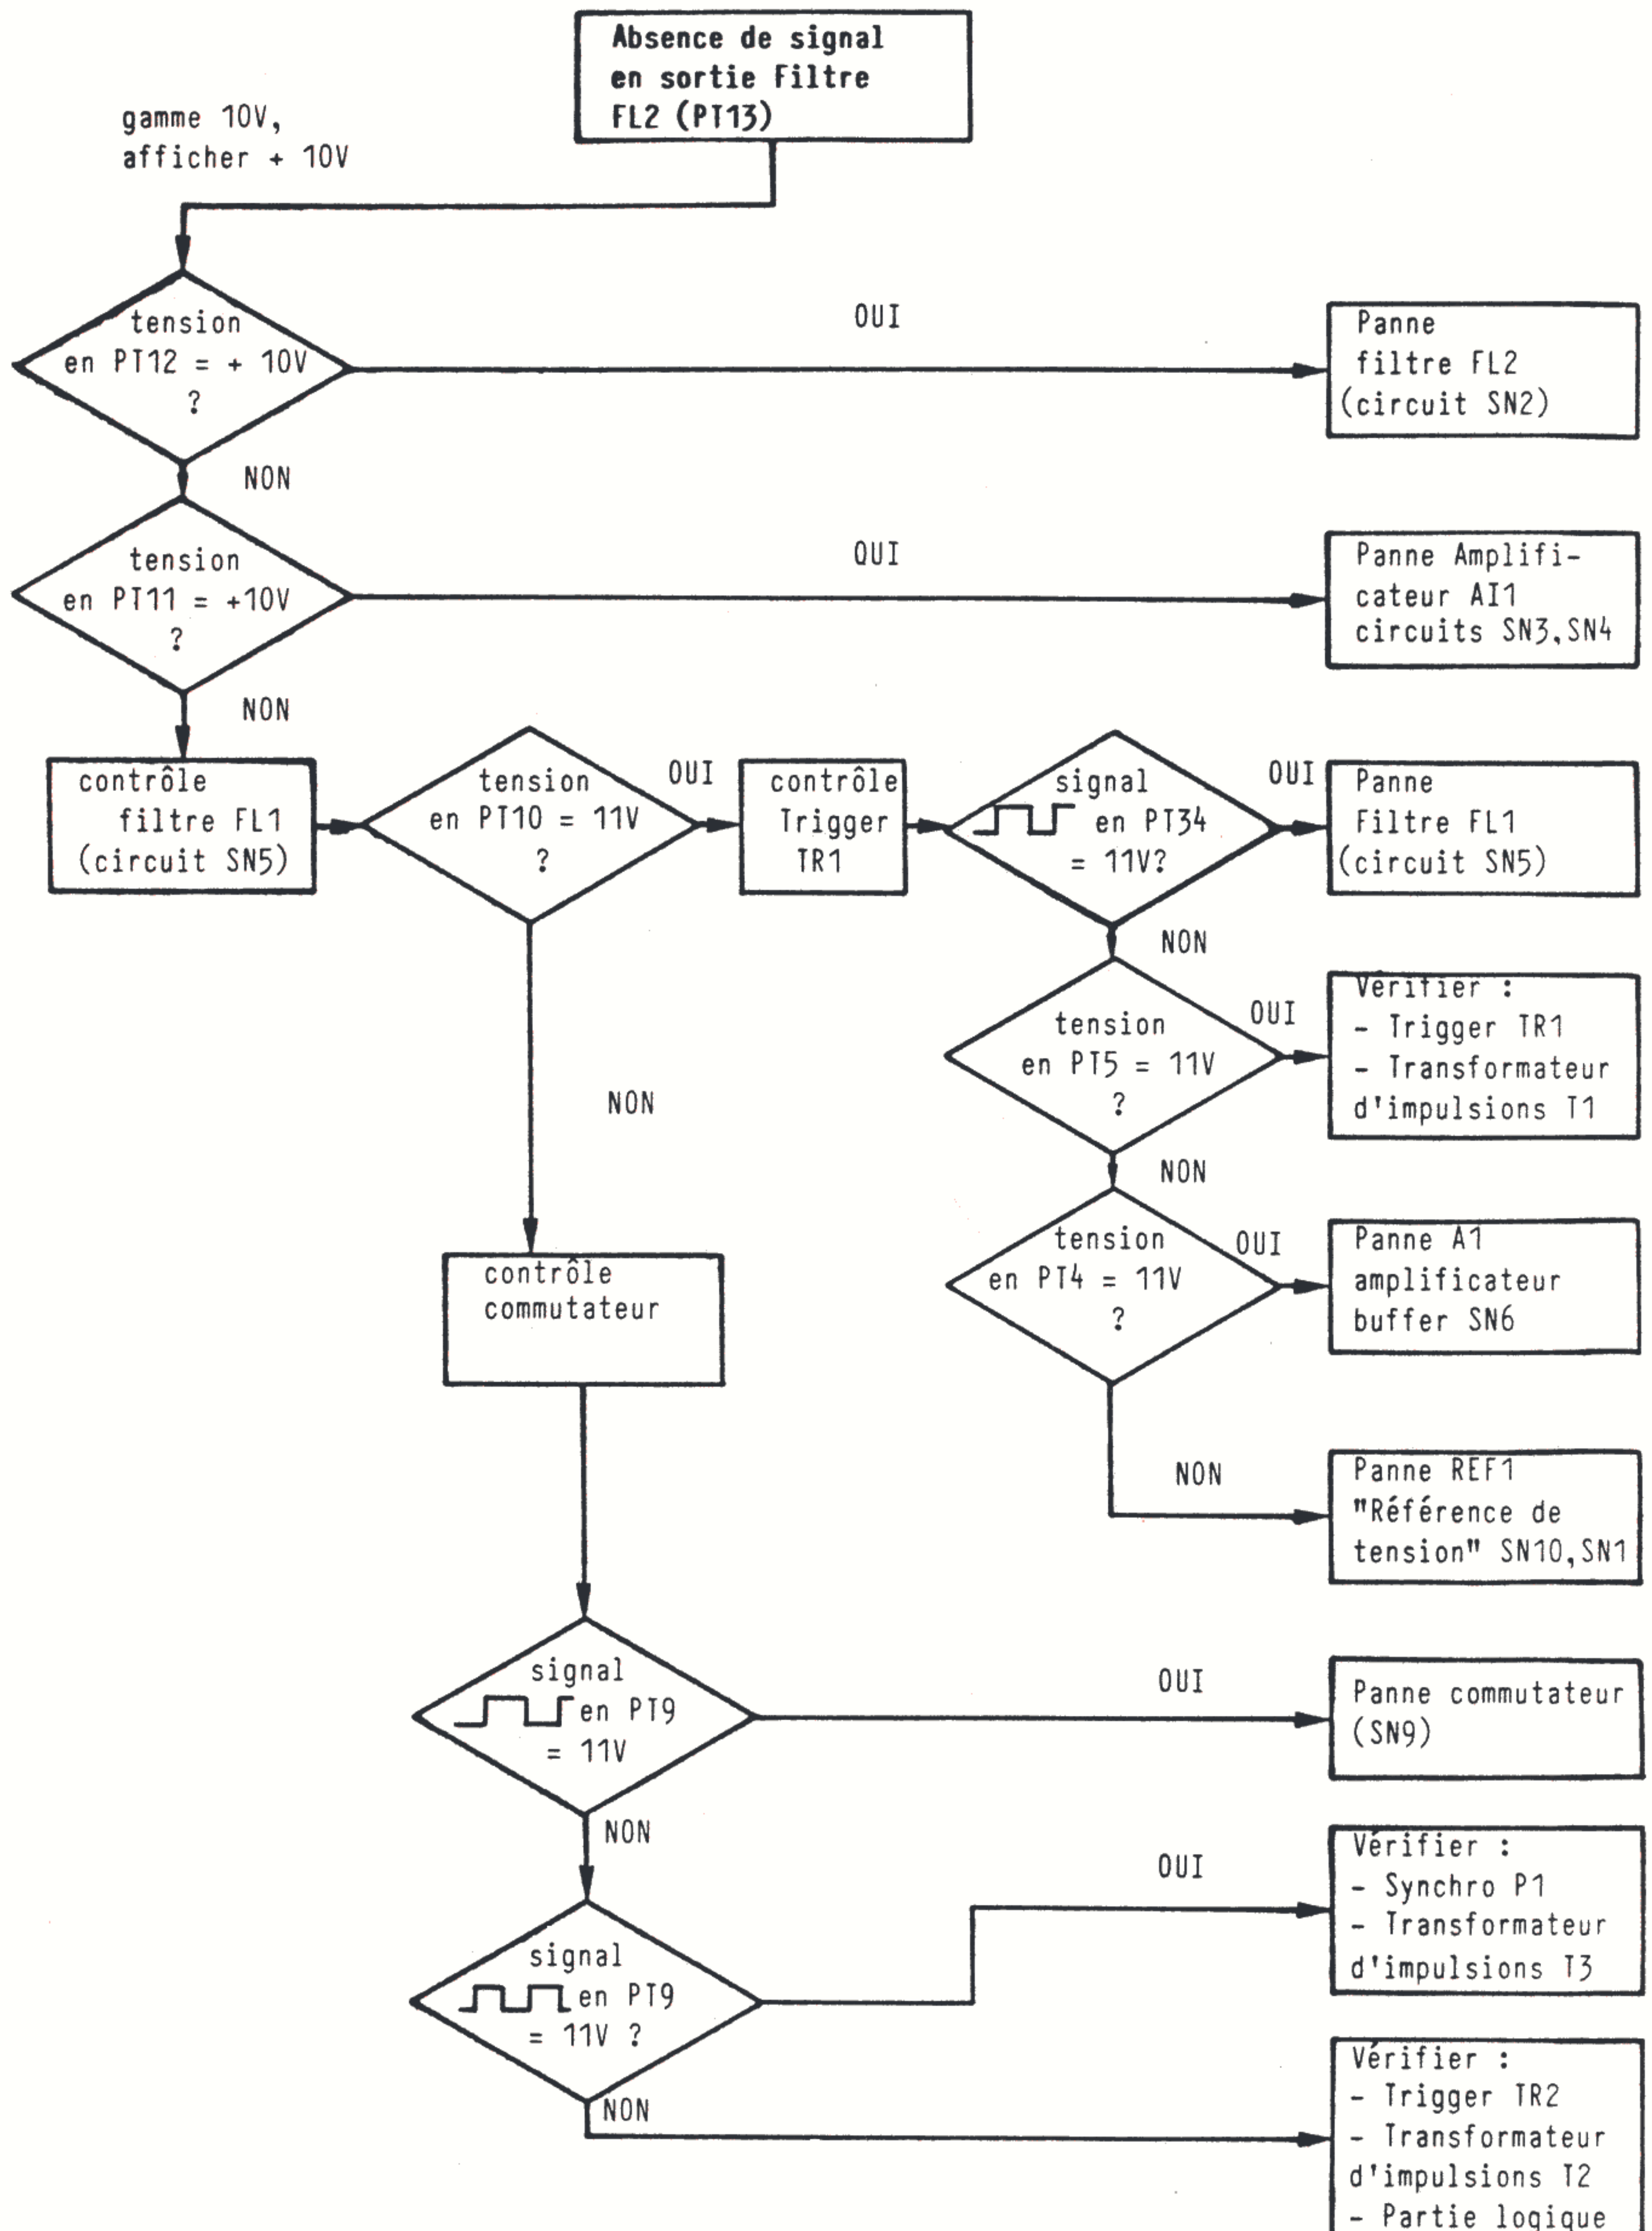 Absence de signal
en sortie Filtre
FL2 (PT13)
gamme 10V,
afficher + 10V
tension
en PT12 = + 10V
?
OUI
Panne
filtre FL2
(circuit SN2)
NON
tension
en PT11 = +10V
?
OUI
Panne Amplifi-
cateur AI1
circuits SN3,SN4
NON
contrôle
filtre FL1
(circuit SN5)
tension
en PT10 = 11V
?
OUI
contrôle
Trigger
TR1
signal
en PT34
= 11V?
OUI
Panne
Filtre FL1
(circuit SN5)
NON
tension
en PT5 = 11V
?
OUI
Vérifier :
- Trigger TR1
- Transformateur
d'impulsions T1
NON
NON
tension
en PT4 = 11V
?
OUI
Panne A1
amplificateur
buffer SN6
contrôle
commutateur
NON
Panne REF1
"Référence de
tension" SN10,SN1
signal
en PT9
= 11V
OUI
Panne commutateur
(SN9)
NON
signal
en PT9
= 11V ?
OUI
Vérifier :
- Synchro P1
- Transformateur
d'impulsions T3
NON
Vérifier :
- Trigger TR2
- Transformateur
d'impulsions T2
- Partie logique